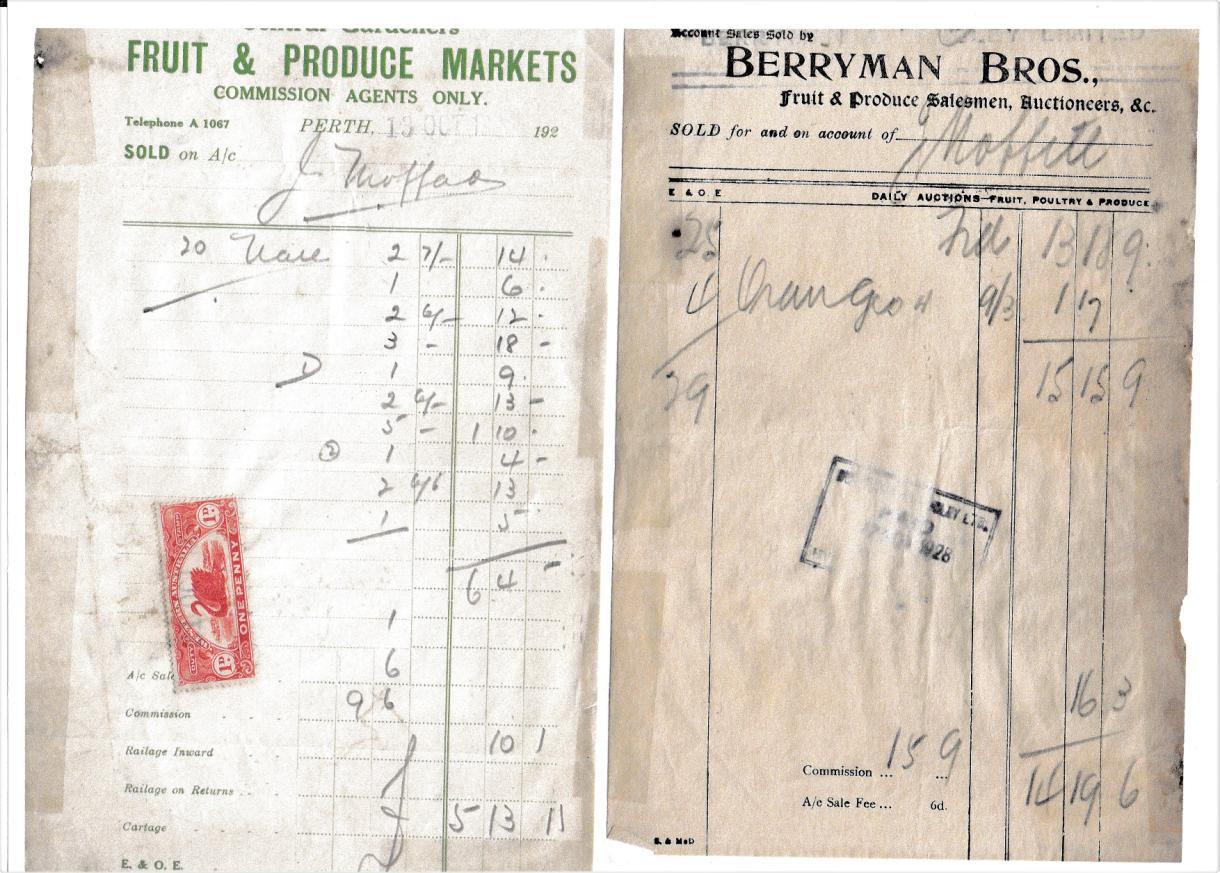 FRUIT & PRODUCE MARKETS
COMMISSION AGENTS ONLY.
Telephone A 1067
PERTH, 192
SOLD on A/c
J
20 2 7/- 14 .
1 6 .
2 6/- 12 .
3 - 18 -
1 9 .
2 6/- 13 -
5 - 1 10 .
1 4 -
2 6/6 13
1 5
6 4 -
1
A/c Sale 6
Commission 9 6
Railage Inward 10 1
Railage on Returns
Cartage 5 13 11
E. & O. E.
1D.
WESTERN AUSTRALIA
ONE PENNY
1D.
Account Sales Sold by
BERRYMAN BROS.,
Fruit & Produce Salesmen, Auctioneers, &c.
SOLD for and on account of J Moffett
E. & O. E. DAILY AUCTIONS—FRUIT, POULTRY & PRODUCE
25 13 18 9
4 Oranges 4 9/3 1 17 .
29 15 15 9
1928
16 3
Commission ... 15 9 ...
14 19 6
A/c Sale Fee ... 6d.